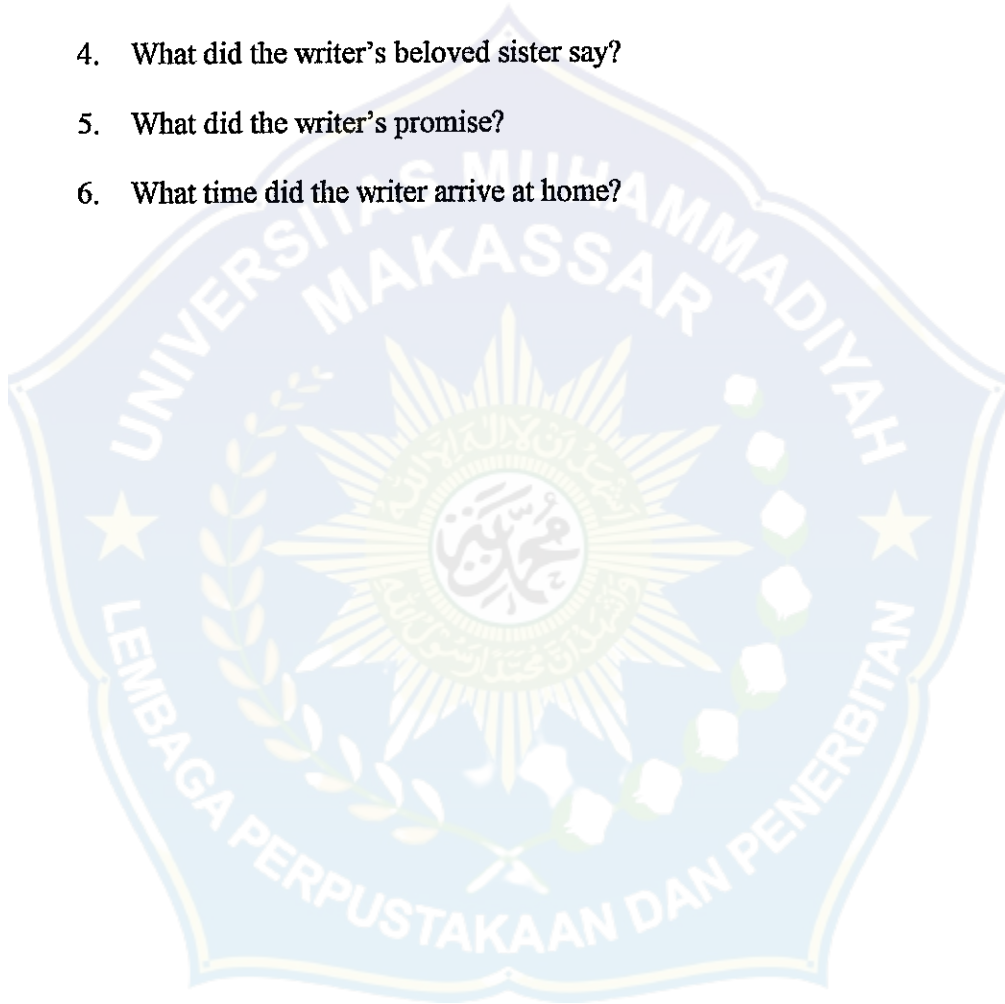 4. What did the writer's beloved sister say?
5. What did the writer's promise?
6. What time did the writer arrive at home?
UNIVERSITAS MUHAMMADIYAH
MAKASSAR
LEMBAGA PERPUSTAKAAN DAN PENERBITAN